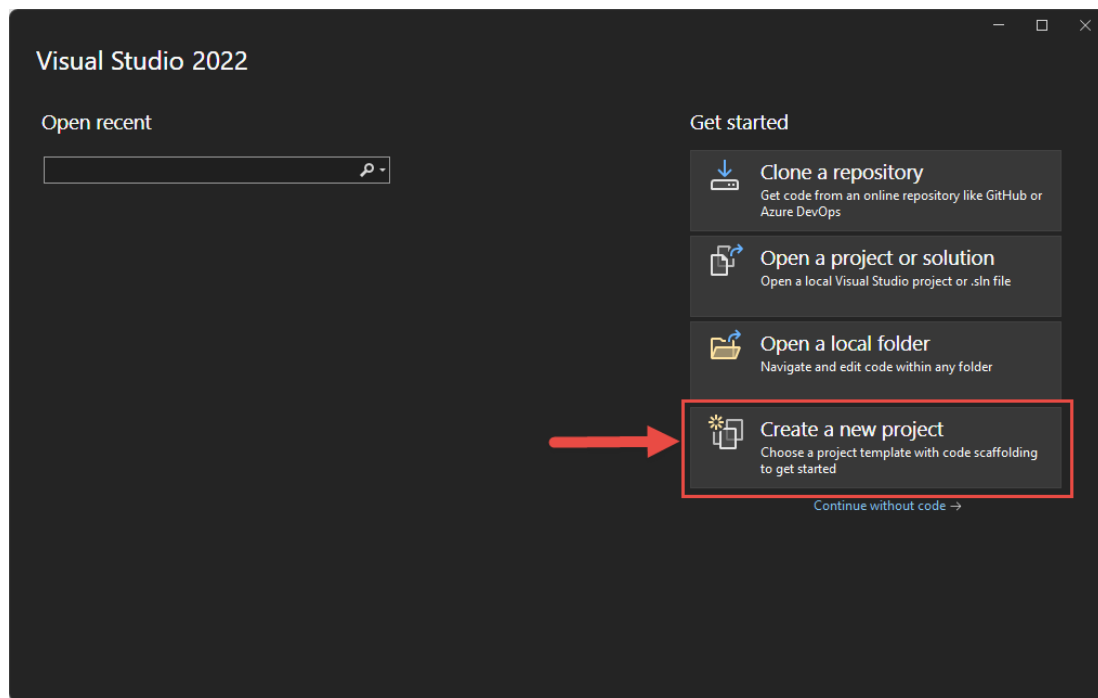 Visual Studio 2022
Open recent
Get started
Clone a repository
Get code from an online repository like GitHub or
Azure DevOps
Open a project or solution
Open a local Visual Studio project or .sln file
Open a local folder
Navigate and edit code within any folder
Create a new project
Choose a project template with code scaffolding
to get started
Continue without code →